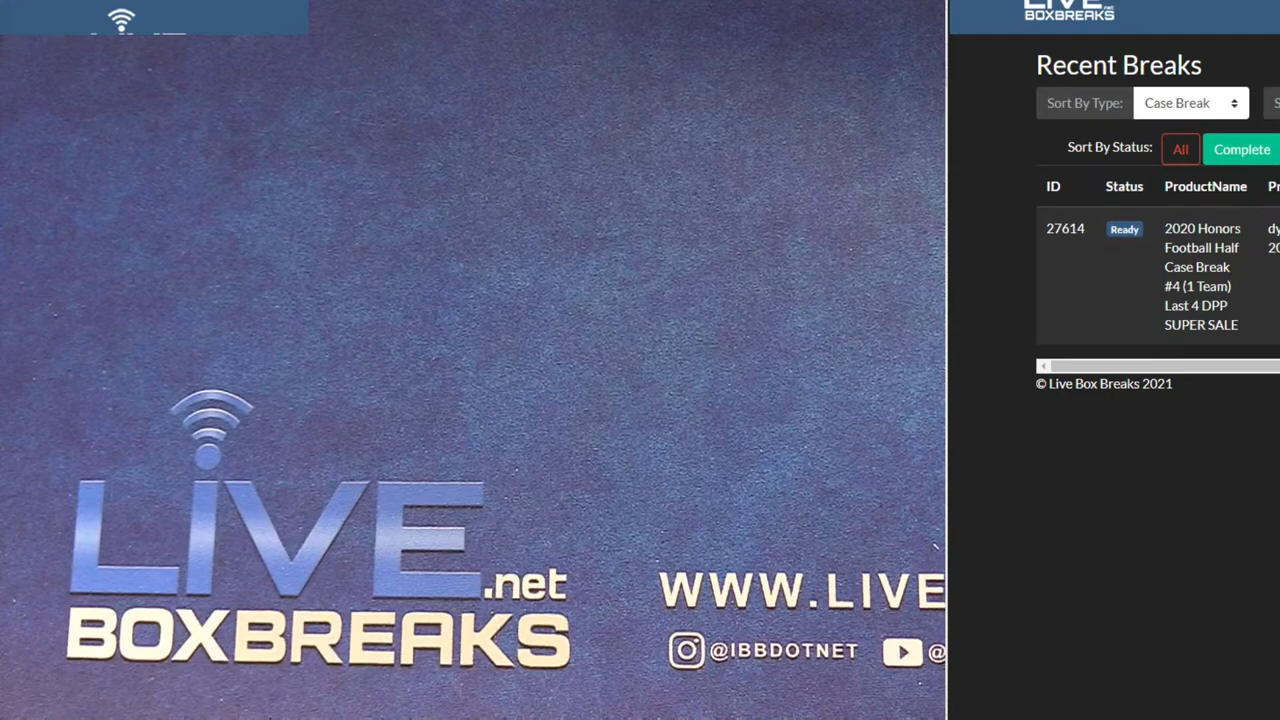 LIVE.net
BOXBREAKS
WWW.LIVE
@IBBDOTNET
@
LIVE.net
BOXBREAKS
Recent Breaks
Sort By Type: Case Break
Sort By Status: All Complete
ID Status ProductName
27614 Ready 2020 Honors
Football Half
Case Break
#4 (1 Team)
Last 4 DPP
SUPER SALE
© Live Box Breaks 2021